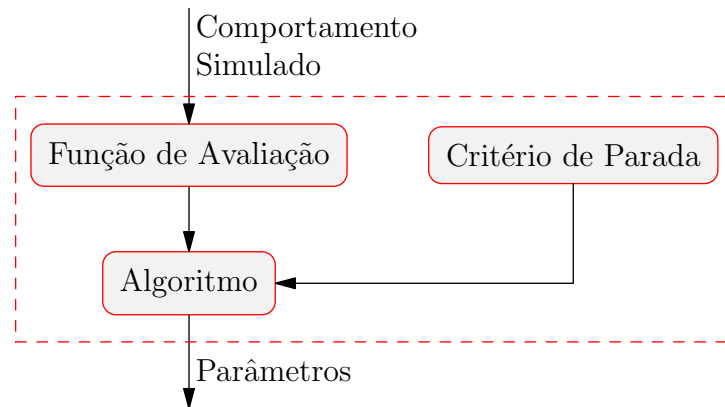 Comportamento
Simulado
Função de Avaliação
Critério de Parada
Algoritmo
Parâmetros